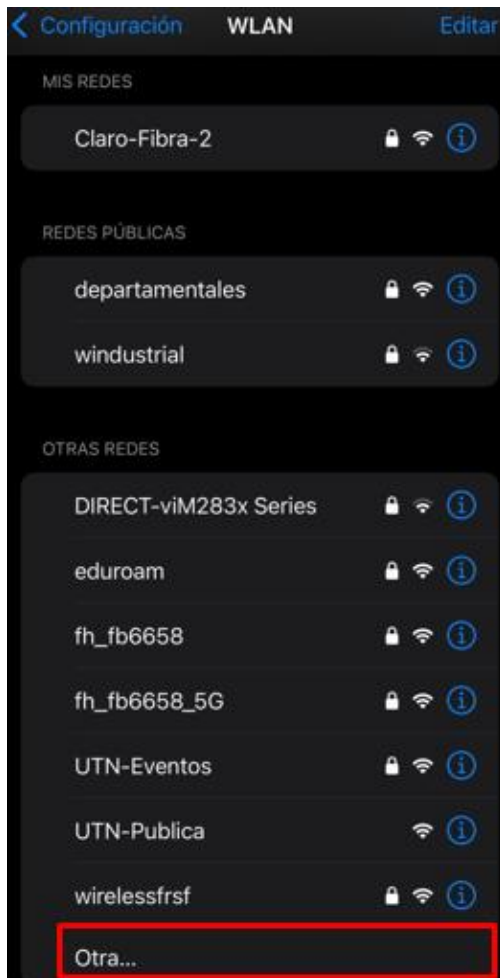 Configuración WLAN Editar
MIS REDES
Claro-Fibra-2
REDES PÚBLICAS
departamentales
windustrial
OTRAS REDES
DIRECT-viM283x Series
eduroam
fh_fb6658
fh_fb6658_5G
UTN-Eventos
UTN-Publica
wirelessfrsf
Otra...